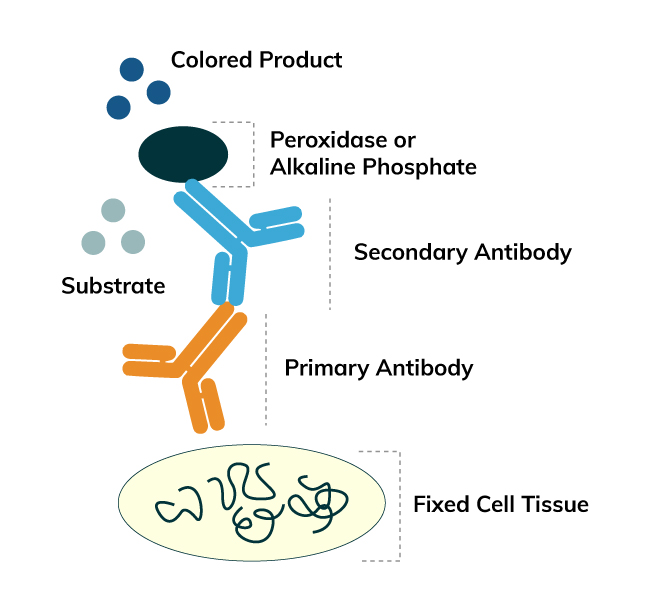 Colored Product
Peroxidase or
Alkaline Phosphate
Secondary Antibody
Substrate
Primary Antibody
Fixed Cell Tissue